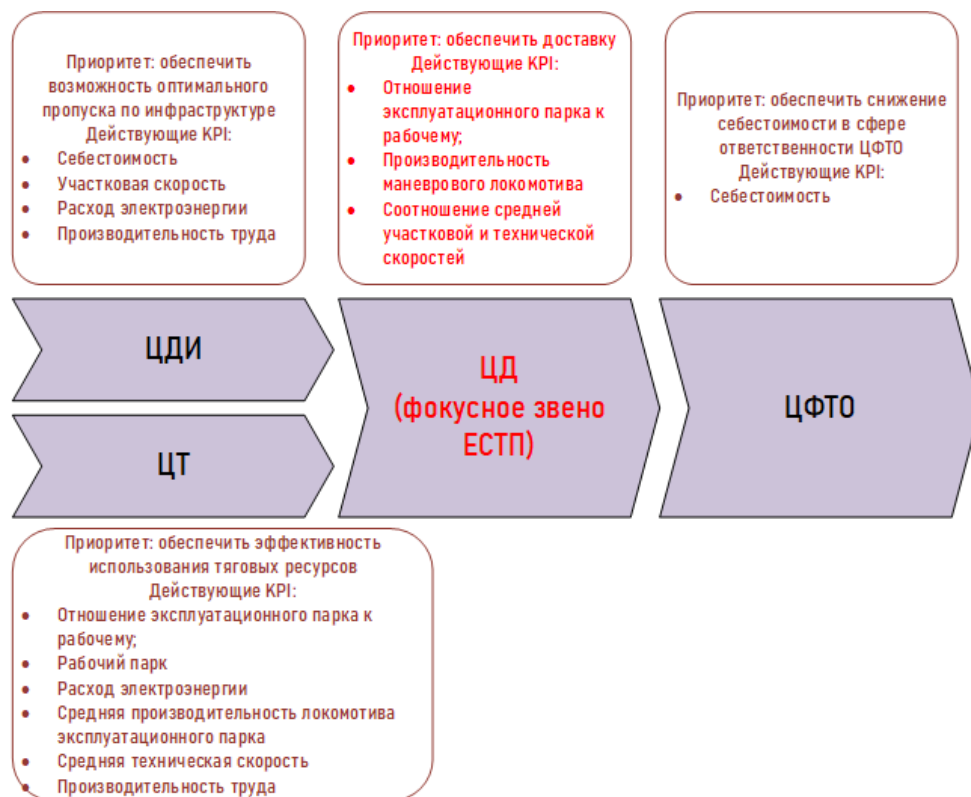 Приоритет: обеспечить
возможность оптимального
пропуска по инфраструктуре
Действующие KPI:
• Себестоимость
• Участковая скорость
• Расход электроэнергии
• Производительность труда
Приоритет: обеспечить доставку
Действующие KPI:
• Отношение
эксплуатационного парка к
рабочему;
• Производительность
маневрового локомотива
• Соотношение средней
участковой и технической
скоростей
Приоритет: обеспечить снижение
себестоимости в сфере
ответственности ЦФТО
Действующие KPI:
• Себестоимость
ЦДИ
ЦТ
ЦД
(фокусное звено
ЕСТП)
ЦФТО
Приоритет: обеспечить эффективность
использования тяговых ресурсов
Действующие KPI:
• Отношение эксплуатационного парка к
рабочему;
• Рабочий парк
• Расход электроэнергии
• Средняя производительность локомотива
эксплуатационного парка
• Средняя техническая скорость
• Производительность труда